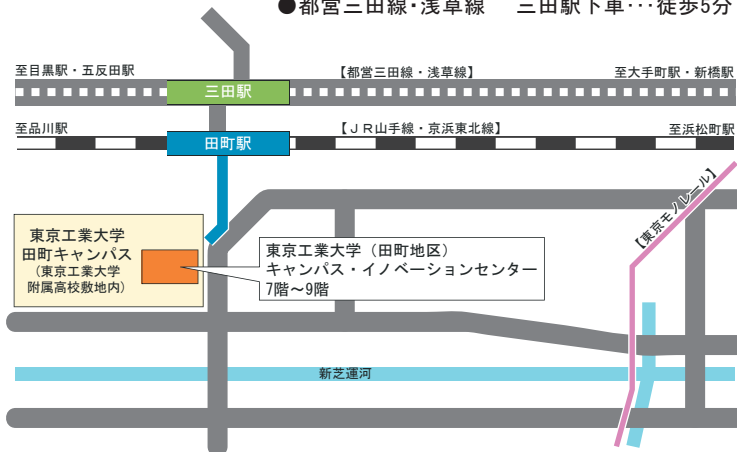 ●都営三田線・浅草線　三田駅下車･･･徒歩5分
至目黒駅・五反田駅
【都営三田線・浅草線】
至大手町駅・新橋駅
三田駅
至品川駅
【ＪＲ山手線・京浜東北線】
至浜松町駅
田町駅
【東京モノレール】
東京工業大学
田町キャンパス
（東京工業大学
附属高校敷地内）
東京工業大学（田町地区）
キャンパス・イノベーションセンター
7階～9階
新芝運河